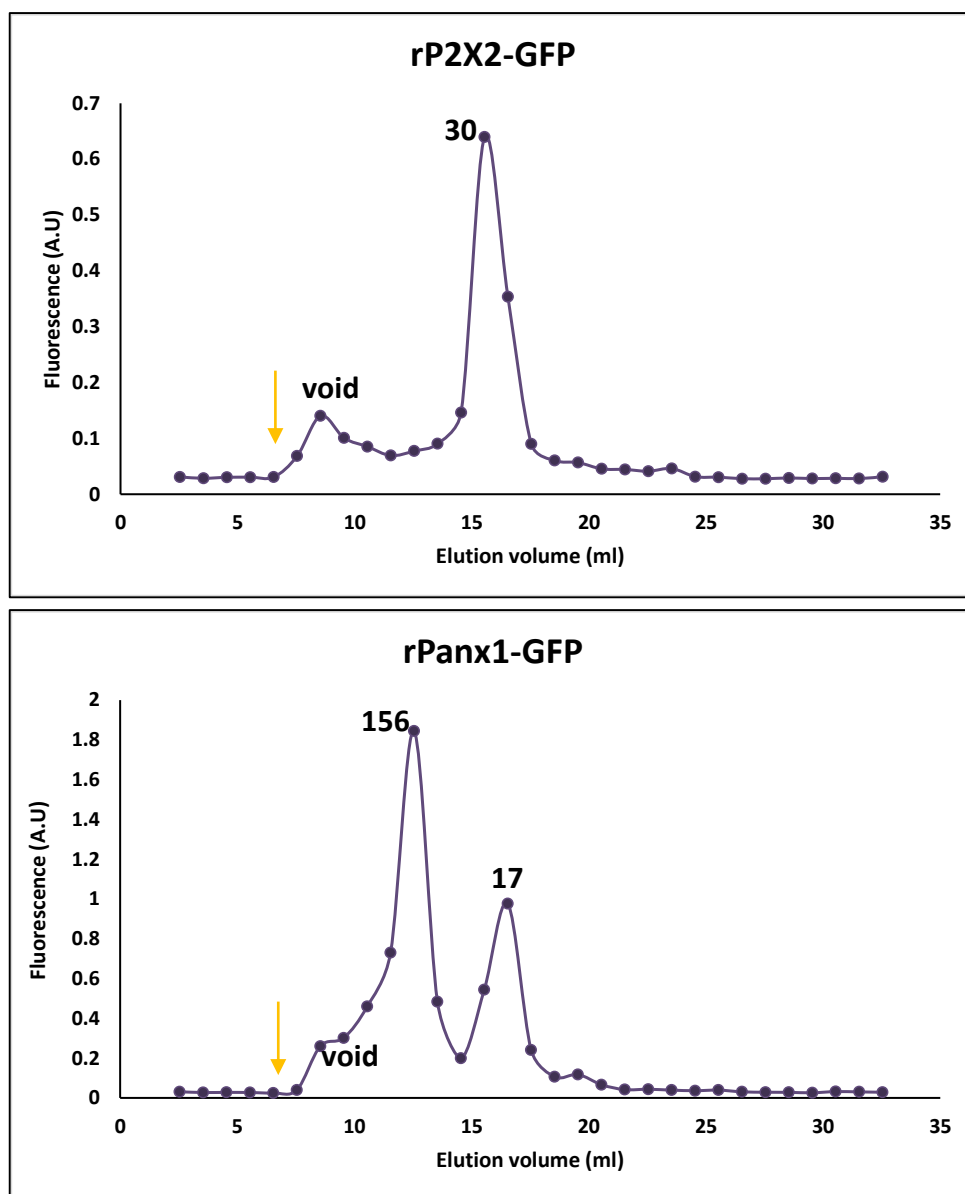 rP2X2-GFP
0.7
0.6
0.5
0.4
0.3
0.2
0.1
0
Fluorescence (A.U)
30
void
0 5 10 15 20 25 30 35
Elution volume (ml)
rPanx1-GFP
2
1.8
1.6
1.4
1.2
1
0.8
0.6
0.4
0.2
0
Fluorescence (A.U)
156
17
void
0 5 10 15 20 25 30 35
Elution volume (ml)